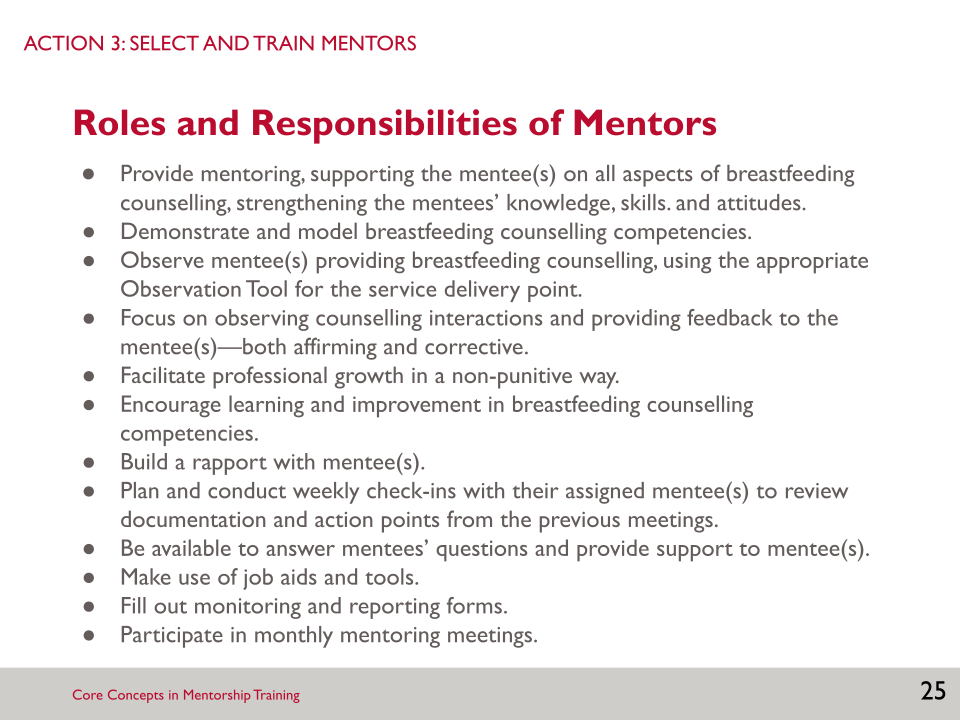 ACTION 3: SELECT AND TRAIN MENTORS
Roles and Responsibilities of Mentors
● Provide mentoring, supporting the mentee(s) on all aspects of breastfeeding
counselling, strengthening the mentees’ knowledge, skills. and attitudes.
● Demonstrate and model breastfeeding counselling competencies.
● Observe mentee(s) providing breastfeeding counselling, using the appropriate
Observation Tool for the service delivery point.
● Focus on observing counselling interactions and providing feedback to the
mentee(s)—both affirming and corrective.
● Facilitate professional growth in a non-punitive way.
● Encourage learning and improvement in breastfeeding counselling
competencies.
● Build a rapport with mentee(s).
● Plan and conduct weekly check-ins with their assigned mentee(s) to review
documentation and action points from the previous meetings.
● Be available to answer mentees’ questions and provide support to mentee(s).
● Make use of job aids and tools.
● Fill out monitoring and reporting forms.
● Participate in monthly mentoring meetings.
Core Concepts in Mentorship Training
25